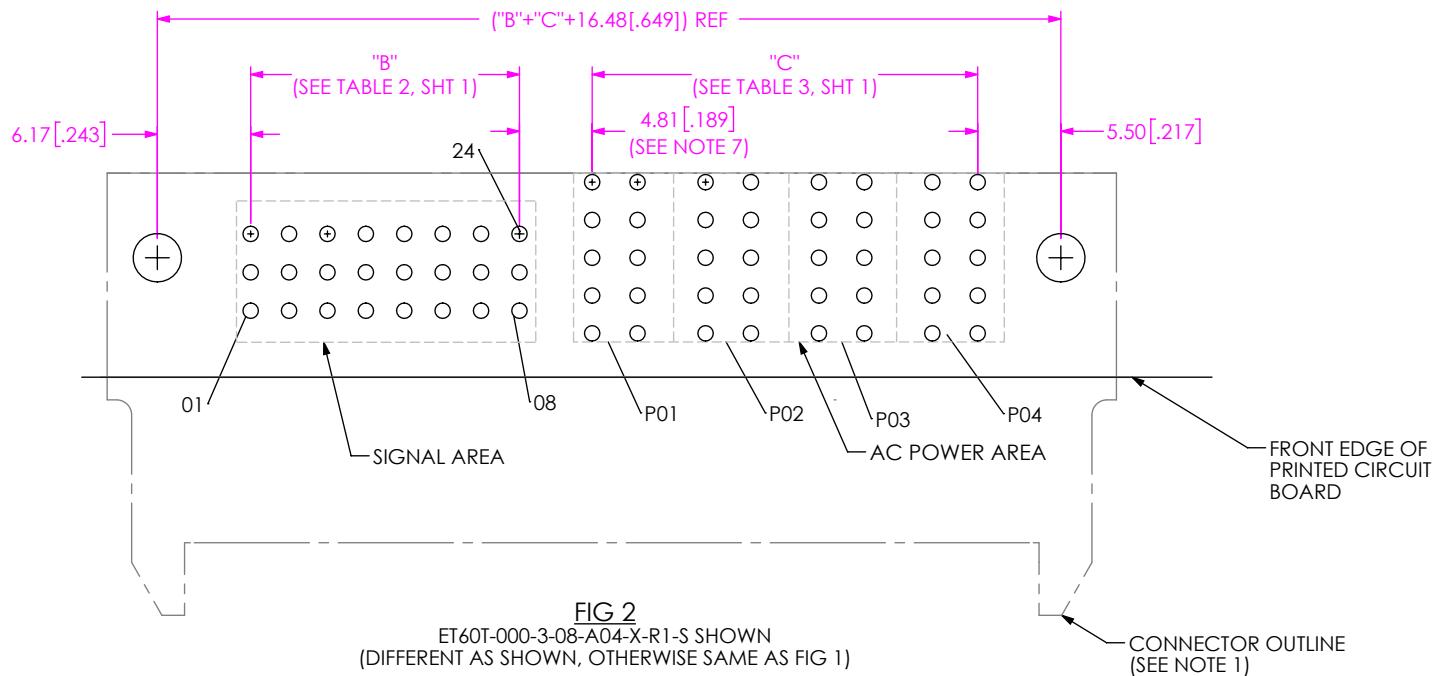 ("B"+"C"+16.48[.649]) REF
"B"
(SEE TABLE 2, SHT 1)
"C"
(SEE TABLE 3, SHT 1)
6.17[.243]
4.81[.189]
(SEE NOTE 7)
5.50[.217]
24
01
08
P01
P02
P03
P04
SIGNAL AREA
AC POWER AREA
FRONT EDGE OF
PRINTED CIRCUIT
BOARD
FIG 2
ET60T-000-3-08-A04-X-R1-S SHOWN
(DIFFERENT AS SHOWN, OTHERWISE SAME AS FIG 1)
CONNECTOR OUTLINE
(SEE NOTE 1)